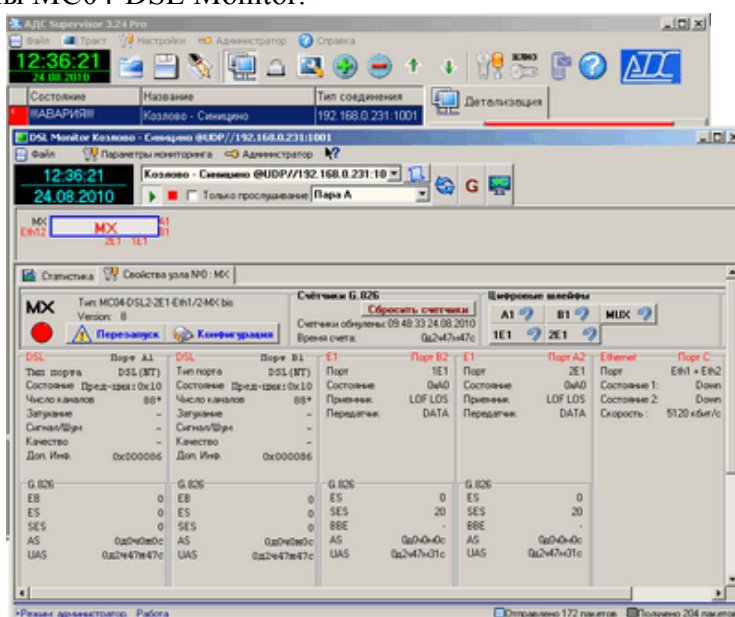 ы MC04-DSL Monitor.
АДС Supervisor 3.24 Pro
Файл Тракт Настройки Администратор Справка
12:36:21
24.08.2010
АДС
Состояние Название Тип соединения
Детализация
!!!АВАРИЯ!!! Козлово - Синицино 192.168.0.231:1001
DSL Monitor Козлово - Синицино @UDP//192.168.0.231:1001
Файл Параметры мониторинга Администратор
12:36:21
24.08.2010
Козлово - Синицино @UDP//192.168.0.231:10
Только прослушивание Пара A
G
MX
Eth12
MX
A1
B1
2E1 1E1
Статистика Свойства узла №0 : MX
MX
Тип: MC04-DSL2-2E1-Eth1/2-MX bis
Version: 8
Перезапуск Конфигурация
Счётчики G.826
Сбросить счетчики
Счетчики обнулены: 09:48:33 24.08.2010
Время счета: 0д2ч47м47с
Цифровые шлейфы
A1 B1 MUX
1E1 2E1
DSL Порт A1
Тип порта DSL(NT)
Состояние Пред-ции:0x10
Число каналов 88*
Затухание -
Сигнал/Шум -
Качество -
Доп. Инф. 0x000086
DSL Порт B1
Тип порта DSL(NT)
Состояние Пред-ции:0x10
Число каналов 88*
Затухание -
Сигнал/Шум -
Качество -
Доп. Инф. 0x000086
E1 Порт B2
Порт 1E1
Состояние 0xA0
Приемник LOF LOS
Передатчик DATA
E1 Порт A2
Порт 2E1
Состояние 0xA0
Приемник LOF LOS
Передатчик DATA
Ethernet Порт C
Порт Eth1 + Eth2
Состояние 1: Down
Состояние 2: Down
Скорость : 5120 кбит/с
G.826
EB 0
ES 0
SES 0
AS 0д0ч0м0с
UAS 0д2ч47м47с
G.826
EB 0
ES 0
SES 0
AS 0д0ч0м0с
UAS 0д2ч47м47с
G.826
ES 0
SES 20
BBE -
AS 0д0ч0м0с
UAS 0д2ч47м31с
G.826
ES 0
SES 20
BBE -
AS 0д0ч0м0с
UAS 0д2ч47м31с
Режим: администратор. Работа
Отправлено 172 пакетов Получено 204 пакетов